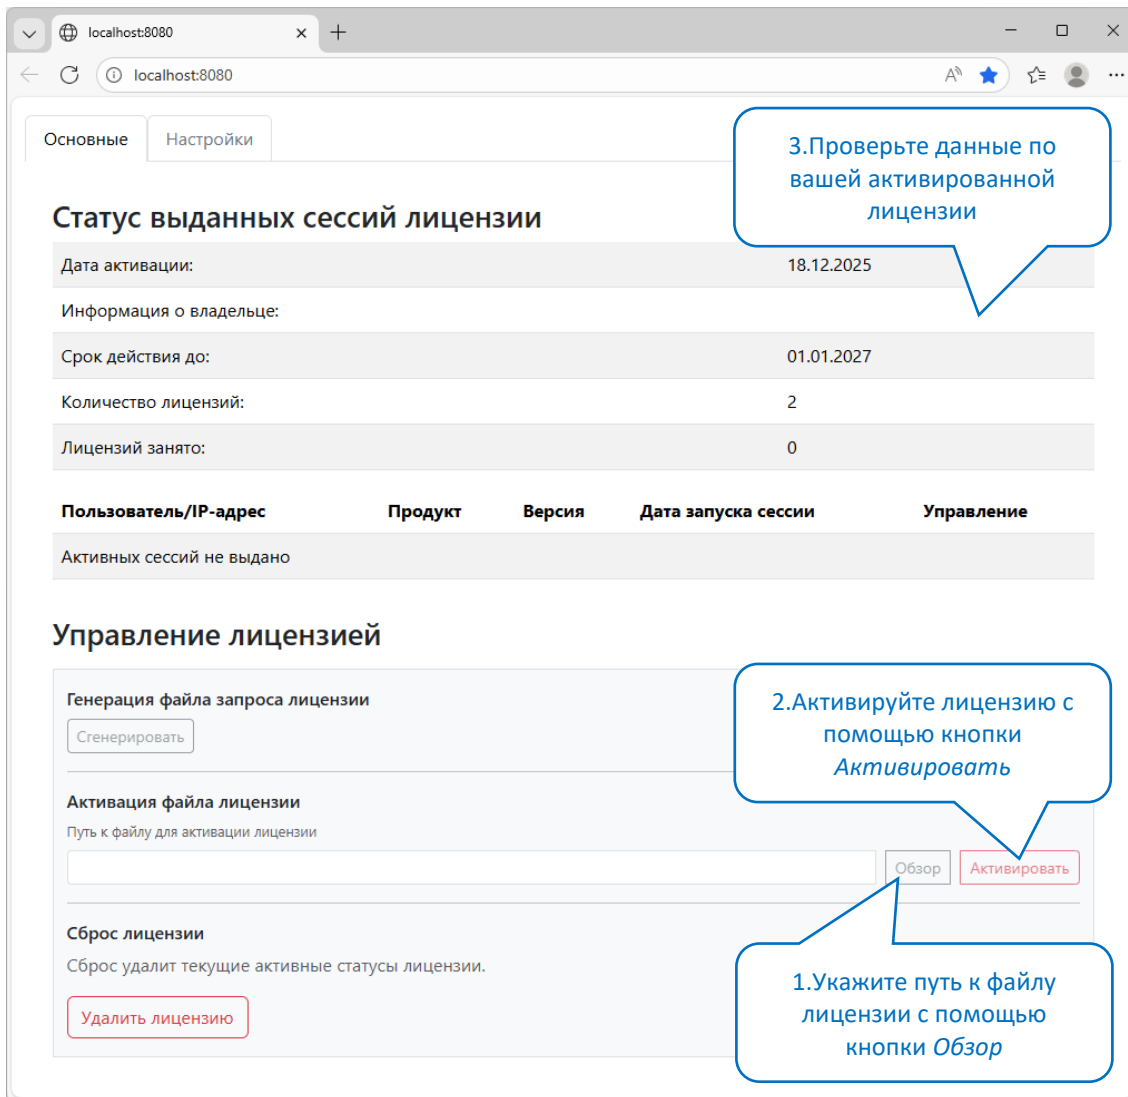 localhost:8080
localhost:8080
Основные
Настройки
3.Проверьте данные по
вашей активированной
лицензии
Статус выданных сессий лицензии
Дата активации:
18.12.2025
Информация о владельце:
Срок действия до:
01.01.2027
Количество лицензий:
2
Лицензий занято:
0
Пользователь/IP-адрес
Продукт
Версия
Дата запуска сессии
Управление
Активных сессий не выдано
Управление лицензией
Генерация файла запроса лицензии
Сгенерировать
2.Активируйте лицензию с
помощью кнопки
Активировать
Активация файла лицензии
Путь к файлу для активации лицензии
Обзор
Активировать
Сброс лицензии
Сброс удалит текущие активные статусы лицензии.
Удалить лицензию
1.Укажите путь к файлу
лицензии с помощью
кнопки Обзор